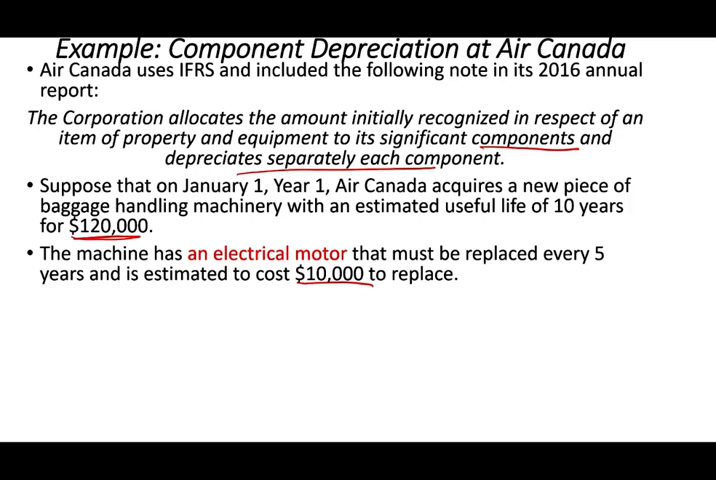 Example: Component Depreciation at Air Canada
• Air Canada uses IFRS and included the following note in its 2016 annual
report:
The Corporation allocates the amount initially recognized in respect of an
item of property and equipment to its significant components and
depreciates separately each component.
• Suppose that on January 1, Year 1, Air Canada acquires a new piece of
baggage handling machinery with an estimated useful life of 10 years
for $120,000.
• The machine has an electrical motor that must be replaced every 5
years and is estimated to cost $10,000 to replace.